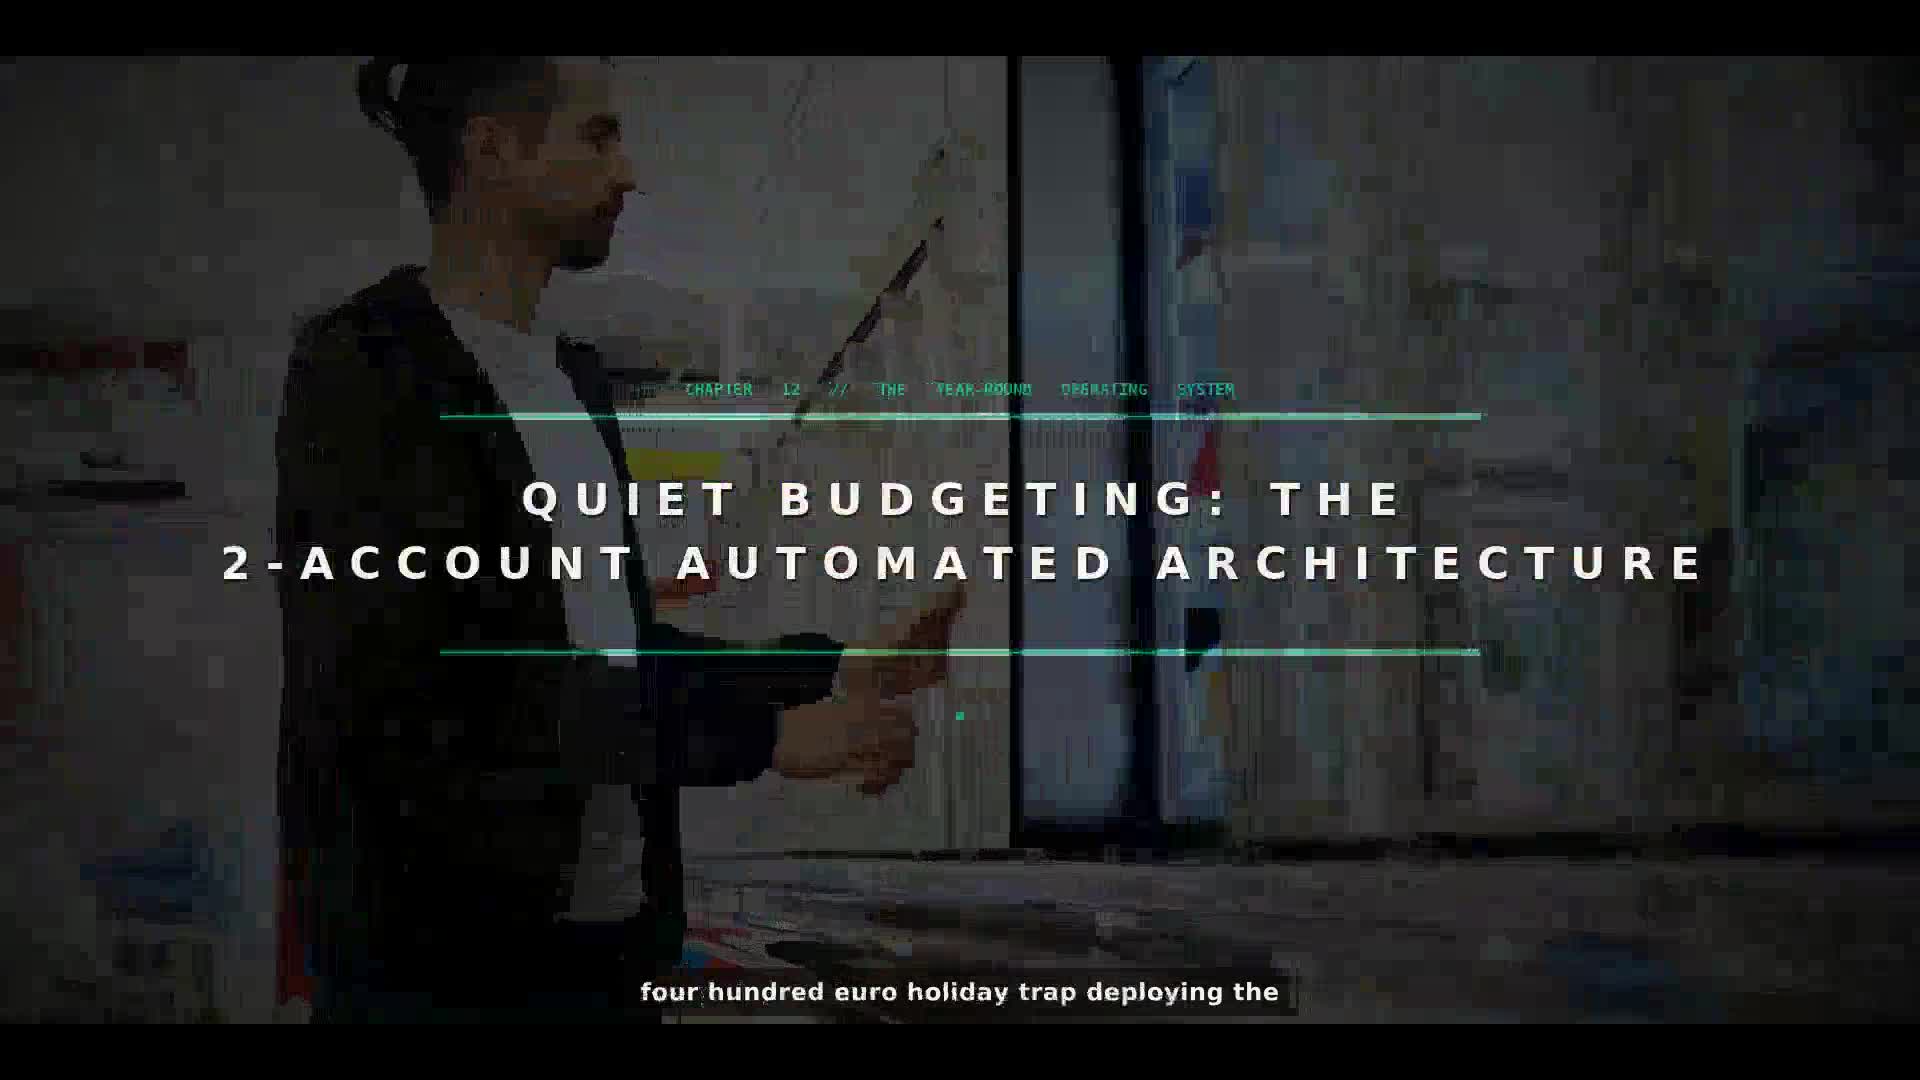 CHAPTER 12 // THE YEAR-ROUND OPERATING SYSTEM
QUIET BUDGETING: THE
2-ACCOUNT AUTOMATED ARCHITECTURE
four hundred euro holiday trap deploying the